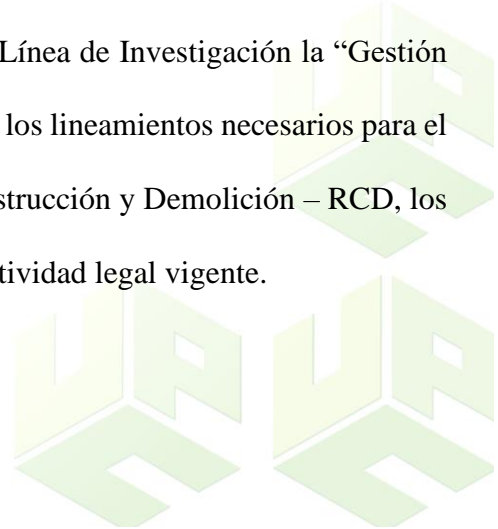 Línea de Investigación la “Gestión
los lineamientos necesarios para el
strucción y Demolición – RCD, los
tividad legal vigente.